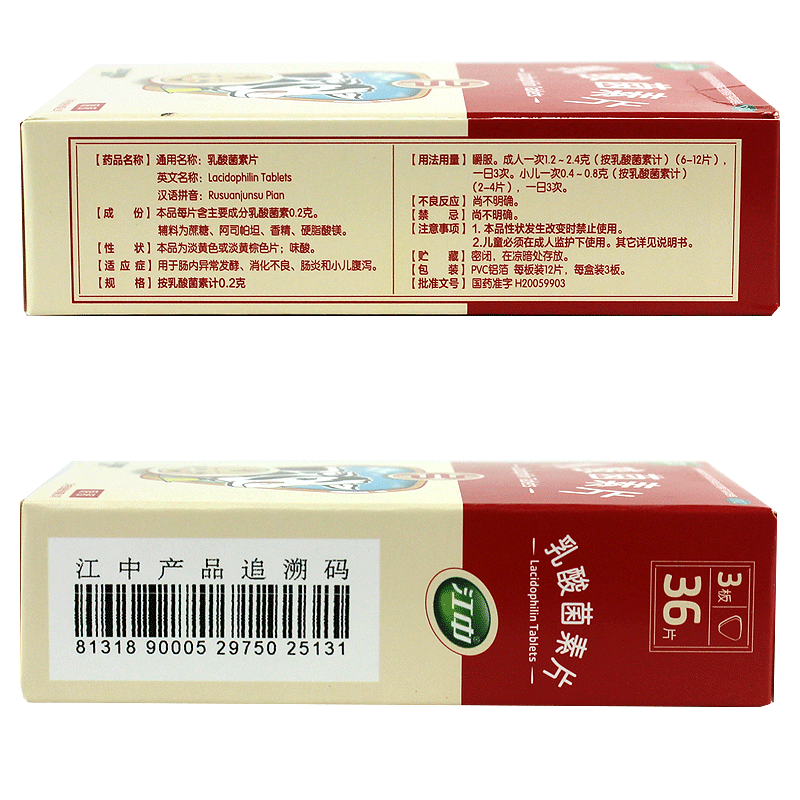 乳酸菌素片
【药品名称】通用名称：乳酸菌素片
英文名称：Lacidophilin Tablets
汉语拼音：Rusuanjunsu Pian
【成 份】本品每片含主要成分乳酸菌素0.2克。
辅料为蔗糖、阿司帕坦、香精、硬脂酸镁。
【性 状】本品为淡黄色或淡黄棕色片；味酸。
【适 应 症】用于肠内异常发酵、消化不良、肠炎和小儿腹泻。
【规 格】按乳酸菌素计0.2克
【用法用量】嚼服。成人一次1.2～2.4克（按乳酸菌素计）（6-12片），
一日3次。小儿一次0.4～0.8克（按乳酸菌素计）
（2-4片），一日3次。
【不良反应】尚不明确。
【禁 忌】尚不明确。
【注意事项】1. 本品性状发生改变时禁止使用。
2.儿童必须在成人监护下使用。其它详见说明书。
【贮 藏】密闭，在凉暗处存放。
【包 装】PVC铝箔 每板装12片，每盒装3板。
【批准文号】国药准字 H20059903
菌素片
江中产品追溯码
81318 90005 29750 25131
江中®
乳酸菌素片
Lacidophilin Tablets
3板
36片